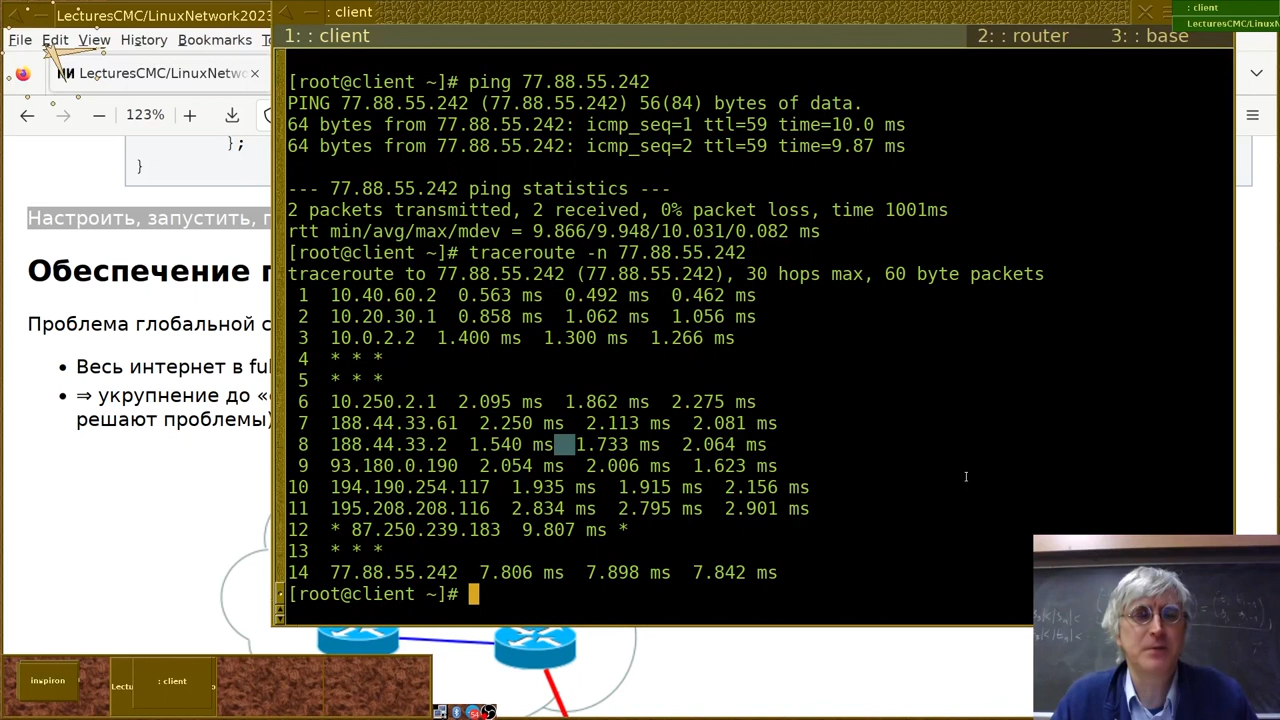 LecturesCMC/LinuxNetwork2023
: client
: client
LecturesCMC/Linux
File Edit View History Bookmarks
1: : client 2: : router 3: : base
LecturesCMC/LinuxNetwo
123%
};
}
Настроить, запустить,
Обеспечение
Проблема глобальной
• Весь интернет в
• ⇒ укрупнение до
решают проблемы)
[root@client ~]# ping 77.88.55.242
PING 77.88.55.242 (77.88.55.242) 56(84) bytes of data.
64 bytes from 77.88.55.242: icmp_seq=1 ttl=59 time=10.0 ms
64 bytes from 77.88.55.242: icmp_seq=2 ttl=59 time=9.87 ms
--- 77.88.55.242 ping statistics ---
2 packets transmitted, 2 received, 0% packet loss, time 1001ms
rtt min/avg/max/mdev = 9.866/9.948/10.031/0.082 ms
[root@client ~]# traceroute -n 77.88.55.242
traceroute to 77.88.55.242 (77.88.55.242), 30 hops max, 60 byte packets
1 10.40.60.2 0.563 ms 0.492 ms 0.462 ms
2 10.20.30.1 0.858 ms 1.062 ms 1.056 ms
3 10.0.2.2 1.400 ms 1.300 ms 1.266 ms
4 * * *
5 * * *
6 10.250.2.1 2.095 ms 1.862 ms 2.275 ms
7 188.44.33.61 2.250 ms 2.113 ms 2.081 ms
8 188.44.33.2 1.540 ms 1.733 ms 2.064 ms
9 93.180.0.190 2.054 ms 2.006 ms 1.623 ms
10 194.190.254.117 1.935 ms 1.915 ms 2.156 ms
11 195.208.208.116 2.834 ms 2.795 ms 2.901 ms
12 * 87.250.239.183 9.807 ms *
13 * * *
14 77.88.55.242 7.806 ms 7.898 ms 7.842 ms
[root@client ~]#
inspiron
Lectu
: client